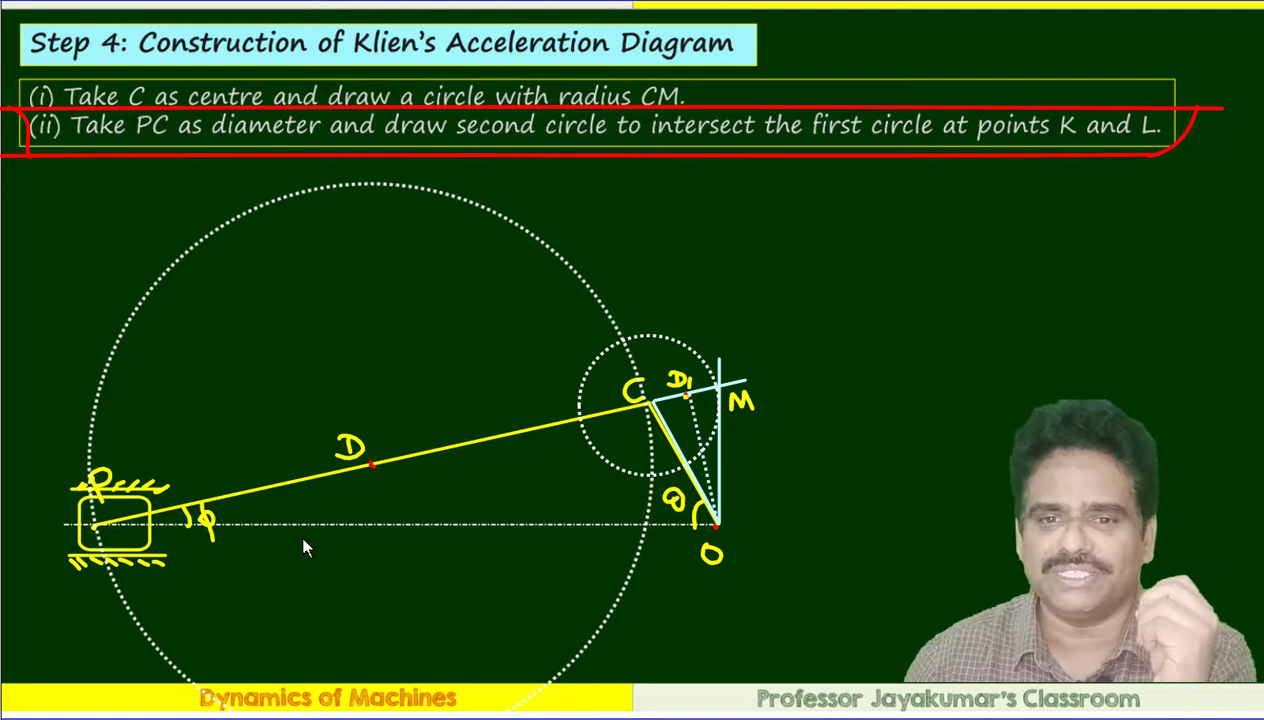 Step 4: Construction of Klien's Acceleration Diagram
(i) Take C as centre and draw a circle with radius CM.
(ii) Take PC as diameter and draw second circle to intersect the first circle at points K and L.
C
D1
M
D
P
θ
φ
O
Dynamics of Machines
Professor Jayakumar's Classroom